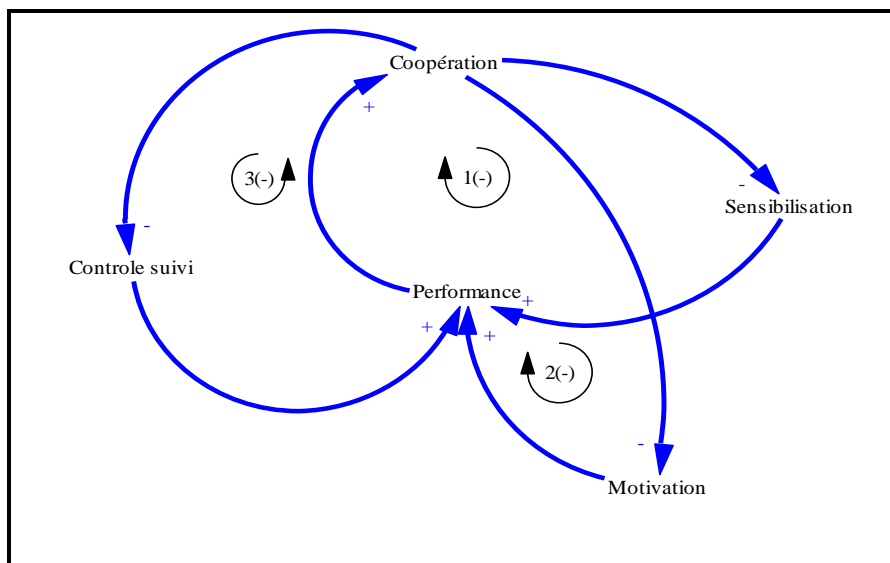 Coopération
+
3(-)
1(-)
-
Sensibilisation
-
Controle suivi
Performance
+
+
+
2(-)
-
Motivation